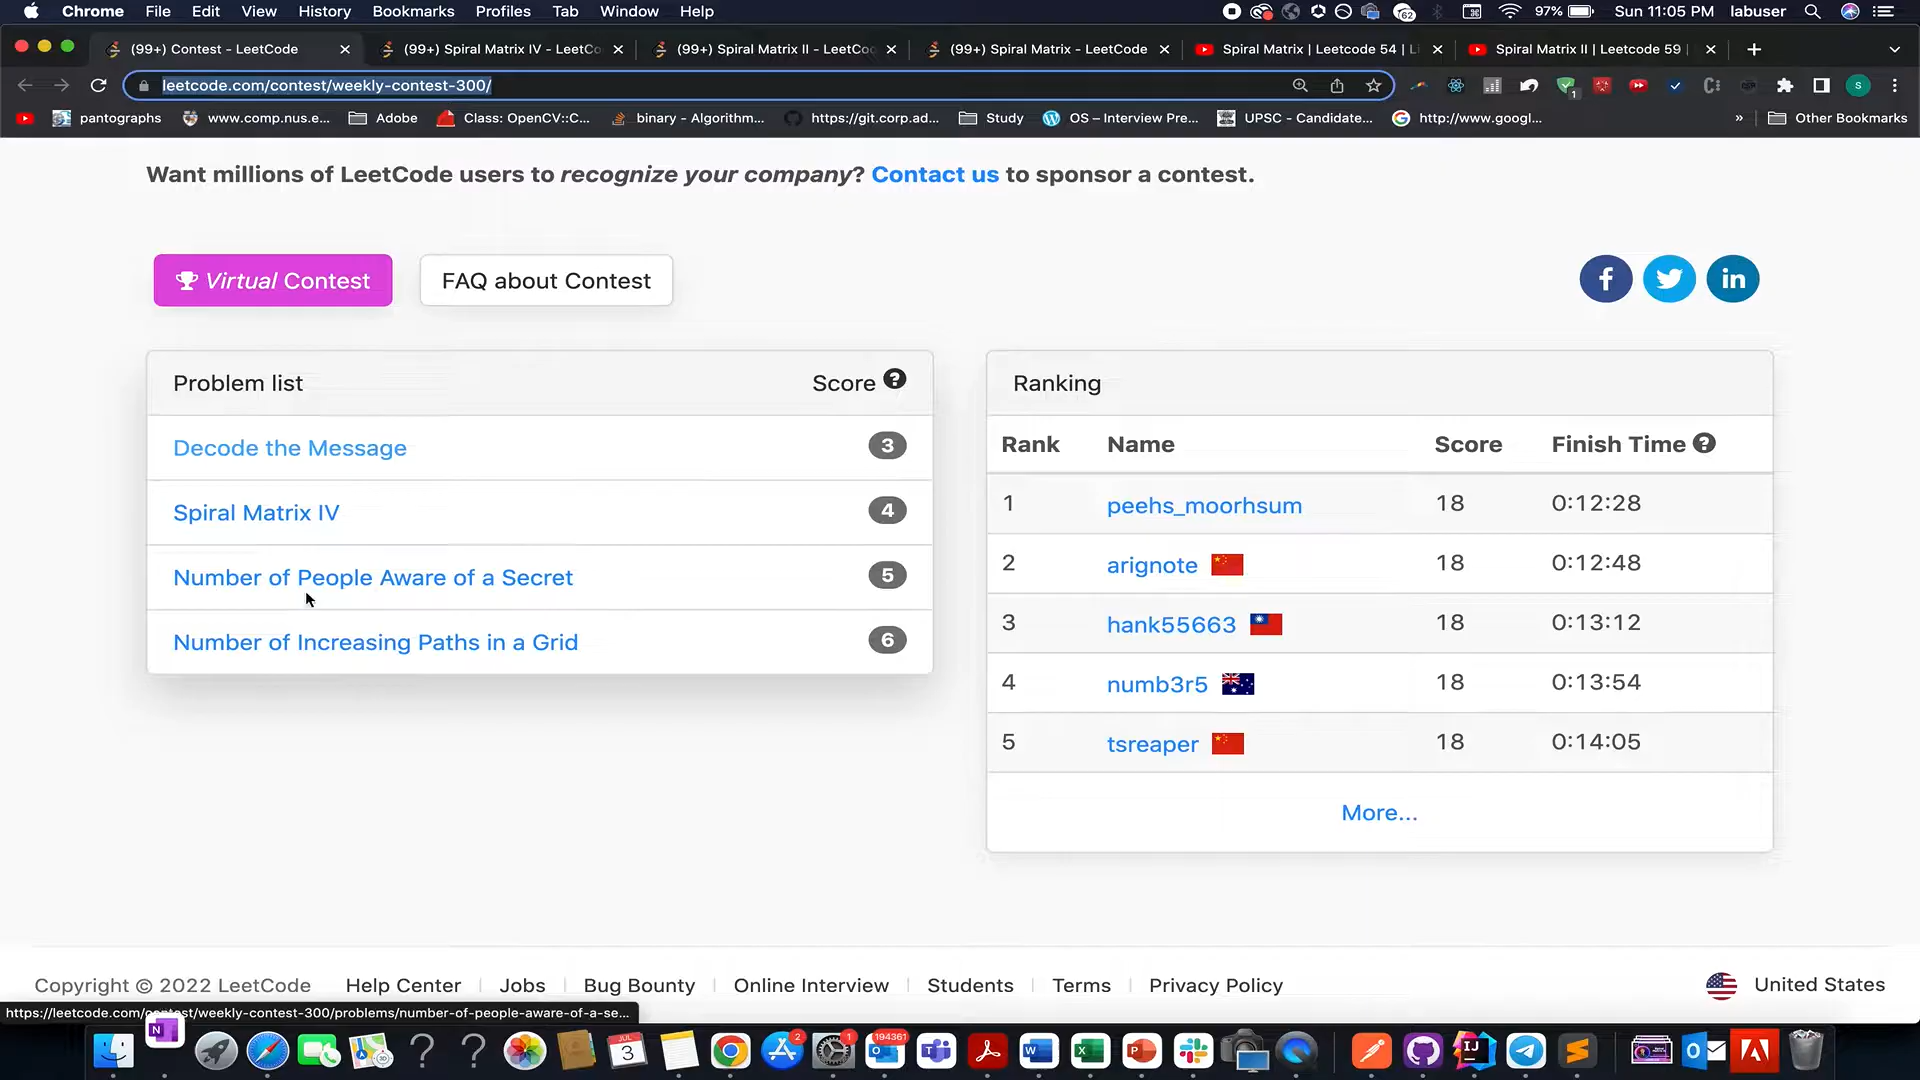 Chrome File Edit View History Bookmarks Profiles Tab Window Help 62 97% Sun 11:05 PM labuser
(99+) Contest - LeetCode (99+) Spiral Matrix IV - LeetCo (99+) Spiral Matrix II - LeetCo (99+) Spiral Matrix - LeetCode Spiral Matrix | Leetcode 54 | Spiral Matrix II | Leetcode 59 |
leetcode.com/contest/weekly-contest-300/
pantographs www.comp.nus.e... Adobe Class: OpenCV::C... binary - Algorithm... https://git.corp.ad... Study OS – Interview Pre... UPSC - Candidate... http://www.googl... » Other Bookmarks
Want millions of LeetCode users to recognize your company? Contact us to sponsor a contest.
Virtual Contest FAQ about Contest
Problem list Score
Decode the Message 3
Spiral Matrix IV 4
Number of People Aware of a Secret 5
Number of Increasing Paths in a Grid 6
Ranking
Rank Name Score Finish Time
1 peehs_moorhsum 18 0:12:28
2 arignote 18 0:12:48
3 hank55663 18 0:13:12
4 numb3r5 18 0:13:54
5 tsreaper 18 0:14:05
More...
Copyright © 2022 LeetCode Help Center Jobs Bug Bounty Online Interview Students Terms Privacy Policy United States
https://leetcode.com/contest/weekly-contest-300/problems/number-of-people-aware-of-a-se...
JUL 3 2 1 194361